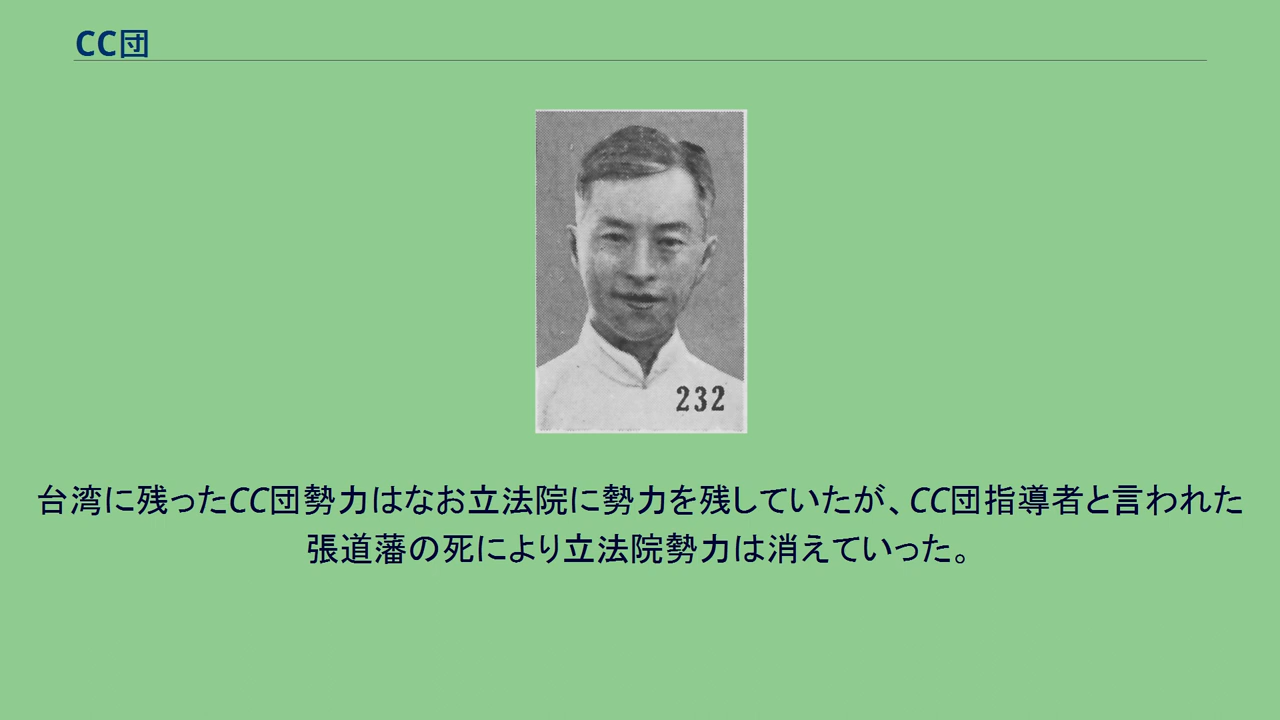 CC団
232
台湾に残ったCC団勢力はなお立法院に勢力を残していたが、CC団指導者と言われた
張道藩の死により立法院勢力は消えていった。